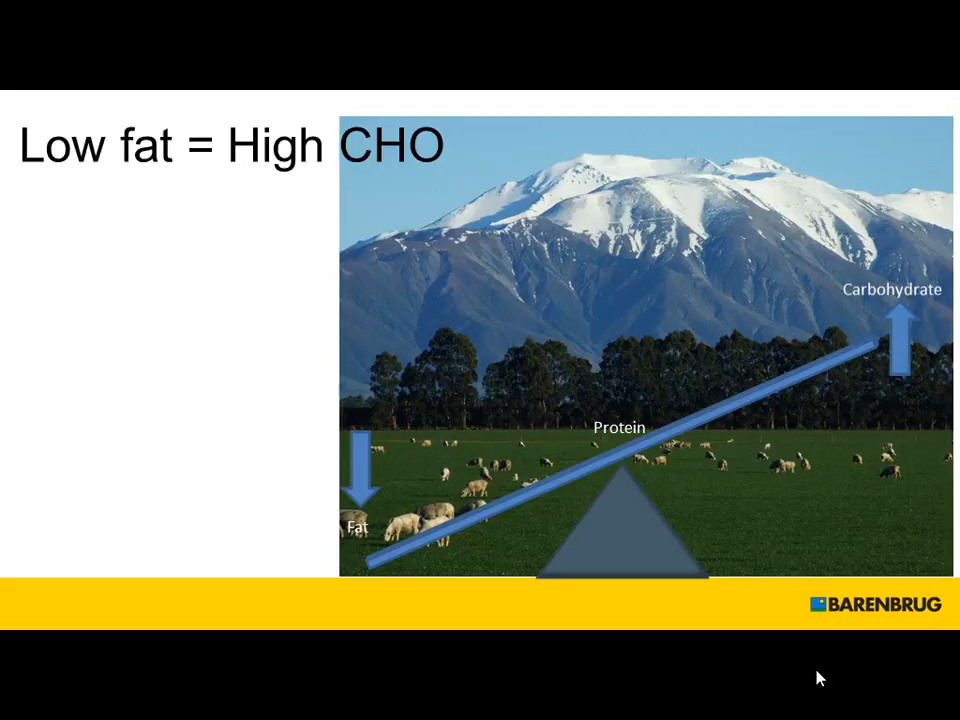 Low fat = High CHO
Carbohydrate
Protein
Fat
BARENBRUG